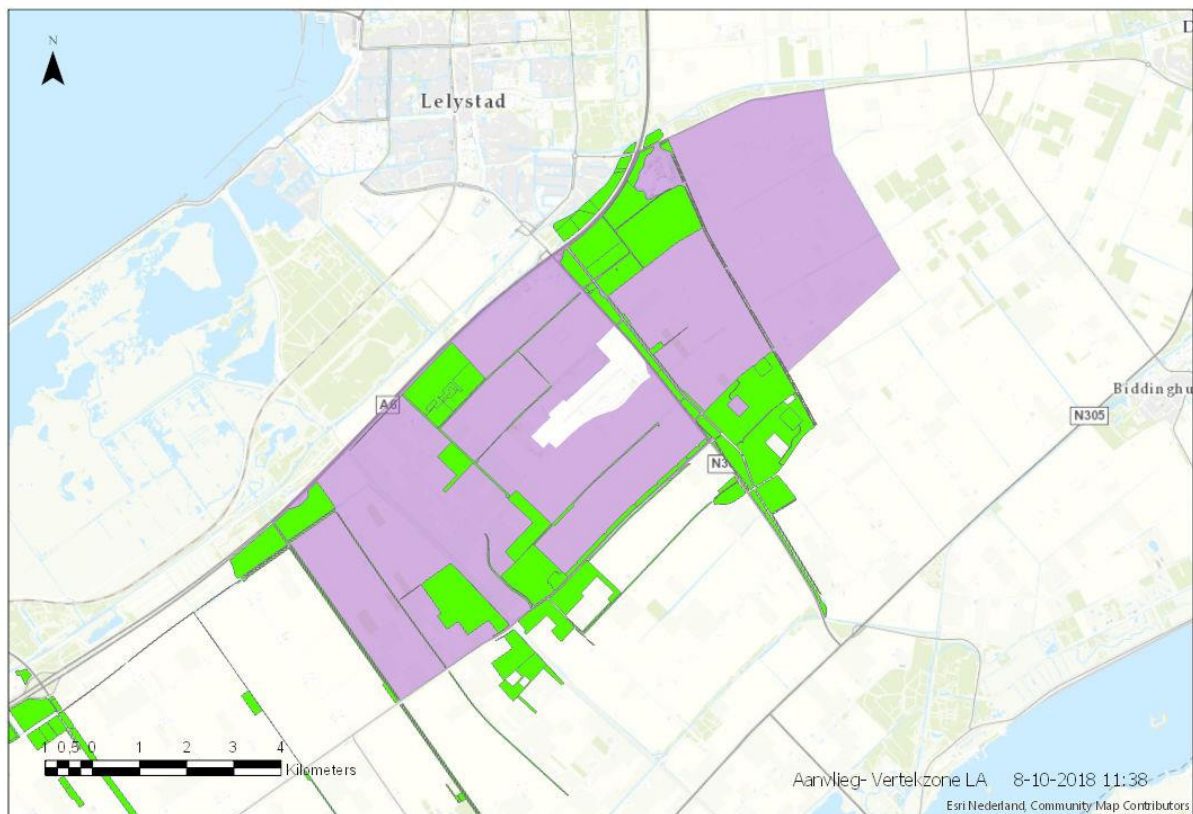 N
D
Lelystad
A6
Biddinghu
N305
N3
1 0,5 0 1 2 3 4
Kilometers
Aanvlieg- Vertekzone LA 8-10-2018 11:38
Esri Nederland, Community Map Contributors